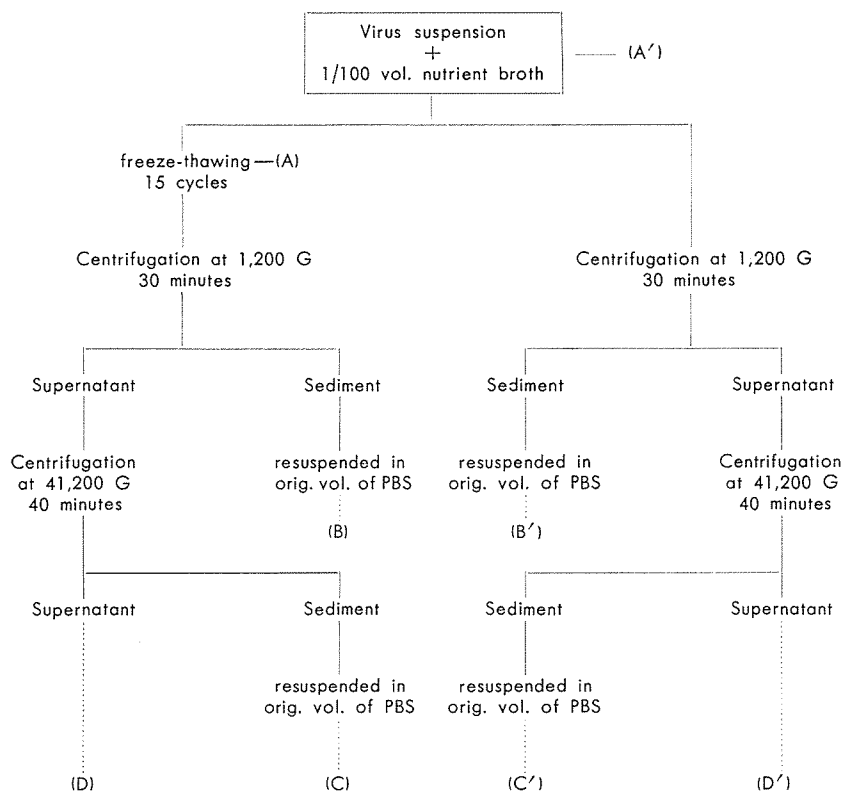 Virus suspension
+
1/100 vol. nutrient broth
(A′)
freeze-thawing—(A)
15 cycles
Centrifugation at 1,200 G
30 minutes
Centrifugation at 1,200 G
30 minutes
Supernatant
Sediment
Sediment
Supernatant
Centrifugation
at 41,200 G
40 minutes
resuspended in
orig. vol. of PBS
(B)
resuspended in
orig. vol. of PBS
(B′)
Centrifugation
at 41,200 G
40 minutes
Supernatant
Sediment
Sediment
Supernatant
resuspended in
orig. vol. of PBS
resuspended in
orig. vol. of PBS
(D)
(C)
(C′)
(D′)